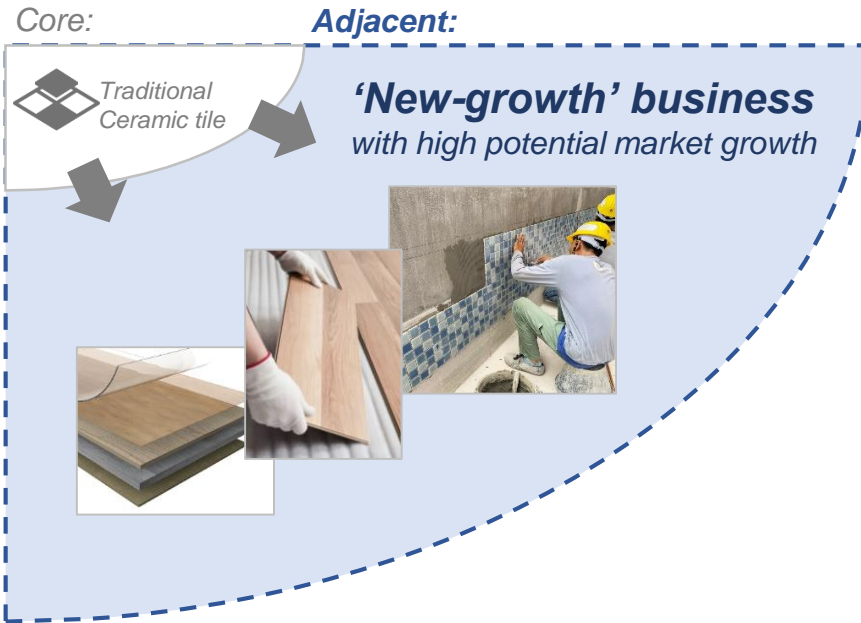 Core:
Adjacent:
Traditional
Ceramic tile
‘New-growth’ business
with high potential market growth